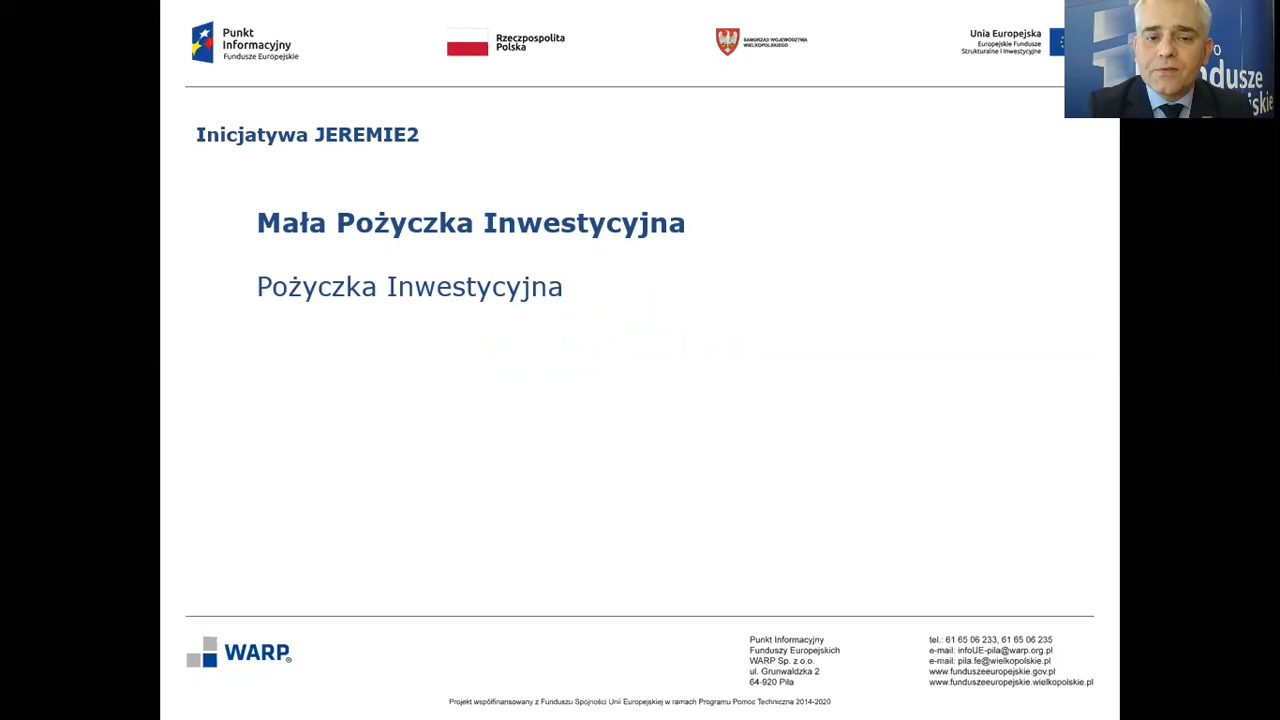 Punkt
Informacyjny
Fundusze Europejskie
Rzeczpospolita
Polska
SAMORZĄD WOJEWÓDZTWA
WIELKOPOLSKIEGO
Unia Europejska
Europejskie Fundusze
Strukturalne i Inwestycyjne
Inicjatywa JEREMIE2
Mała Pożyczka Inwestycyjna
Pożyczka Inwestycyjna
WARP
Punkt Informacyjny
Funduszy Europejskich
WARP Sp. z o.o.
ul. Grunwaldzka 2
64-920 Piła
tel.: 61 65 06 233, 61 65 06 235
e-mail: infoUE-pila@warp.org.pl
e-mail: pila.fe@wielkopolskie.pl
www.funduszeeuropejskie.gov.pl
www.funduszeeuropejskie.wielkopolskie.pl
Projekt współfinansowany z Funduszu Spójności Unii Europejskiej w ramach Programu Pomoc Techniczna 2014-2020